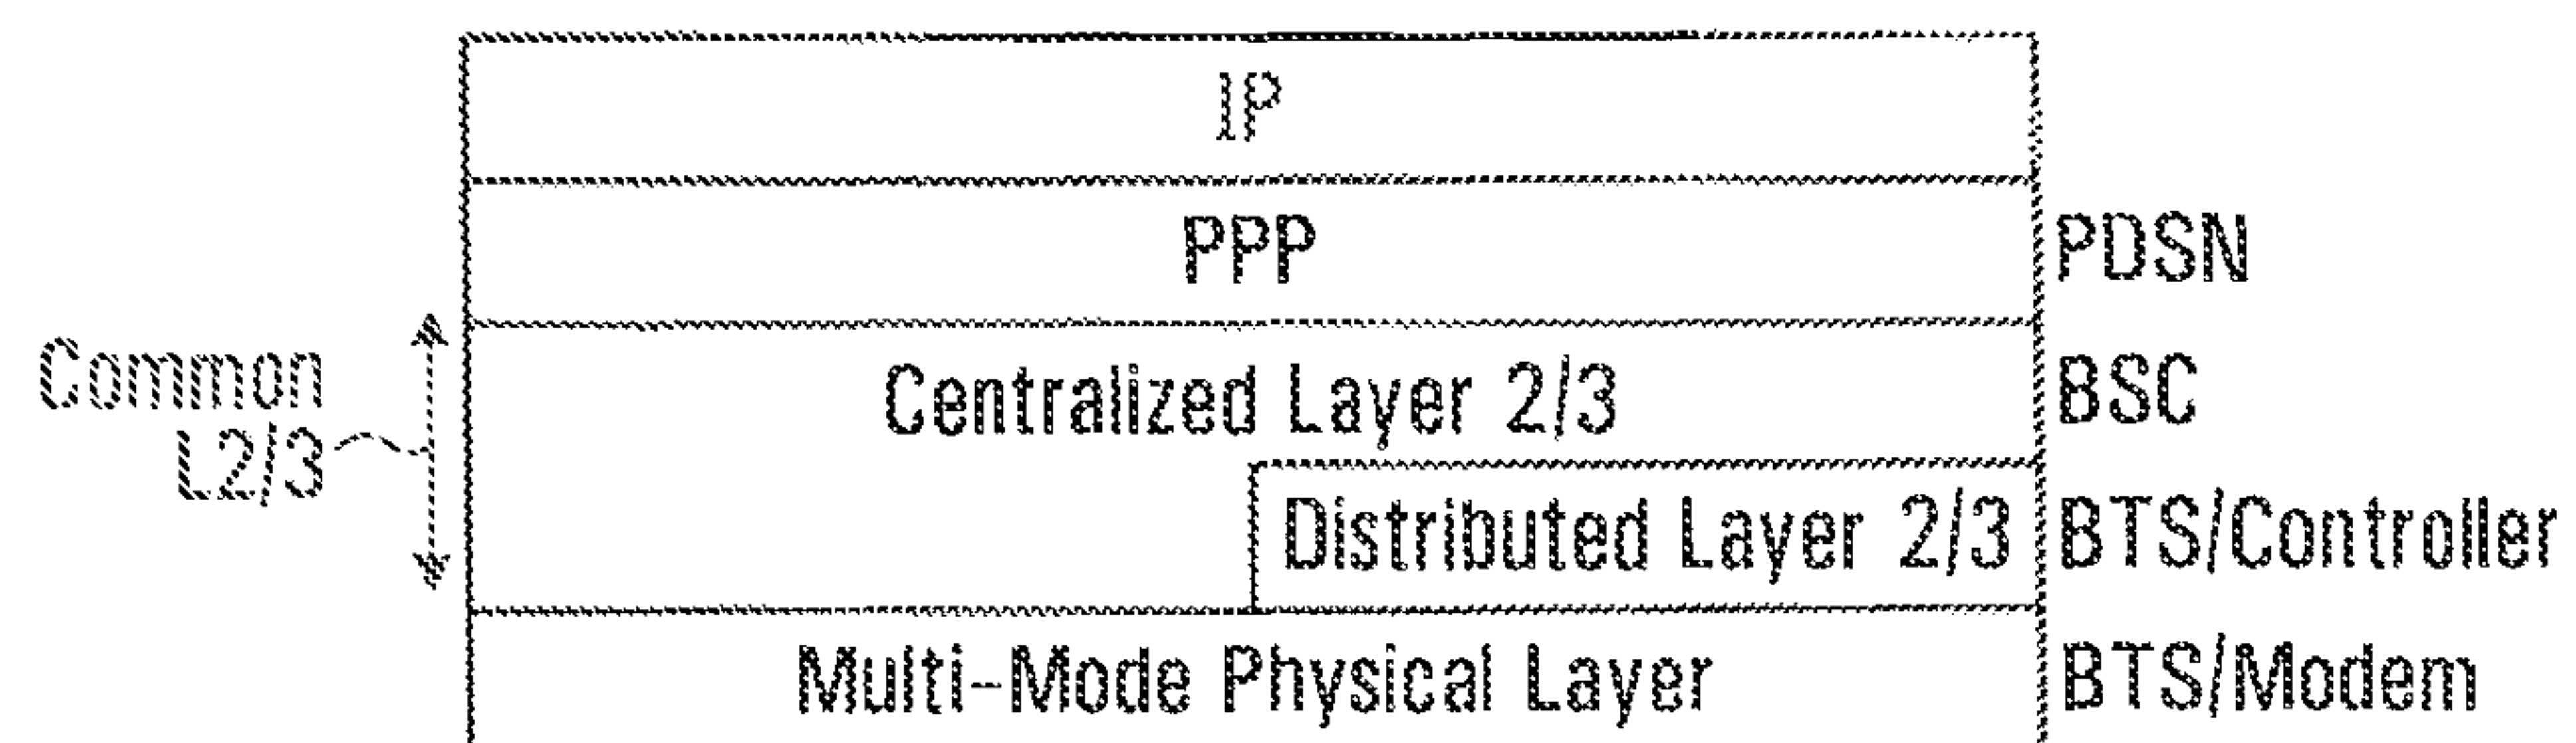 IP
PPP
PDSN
Common
L2/3
Centralized Layer 2/3
BSC
Distributed Layer 2/3
BTS/Controller
Multi-Mode Physical Layer
BTS/Modem